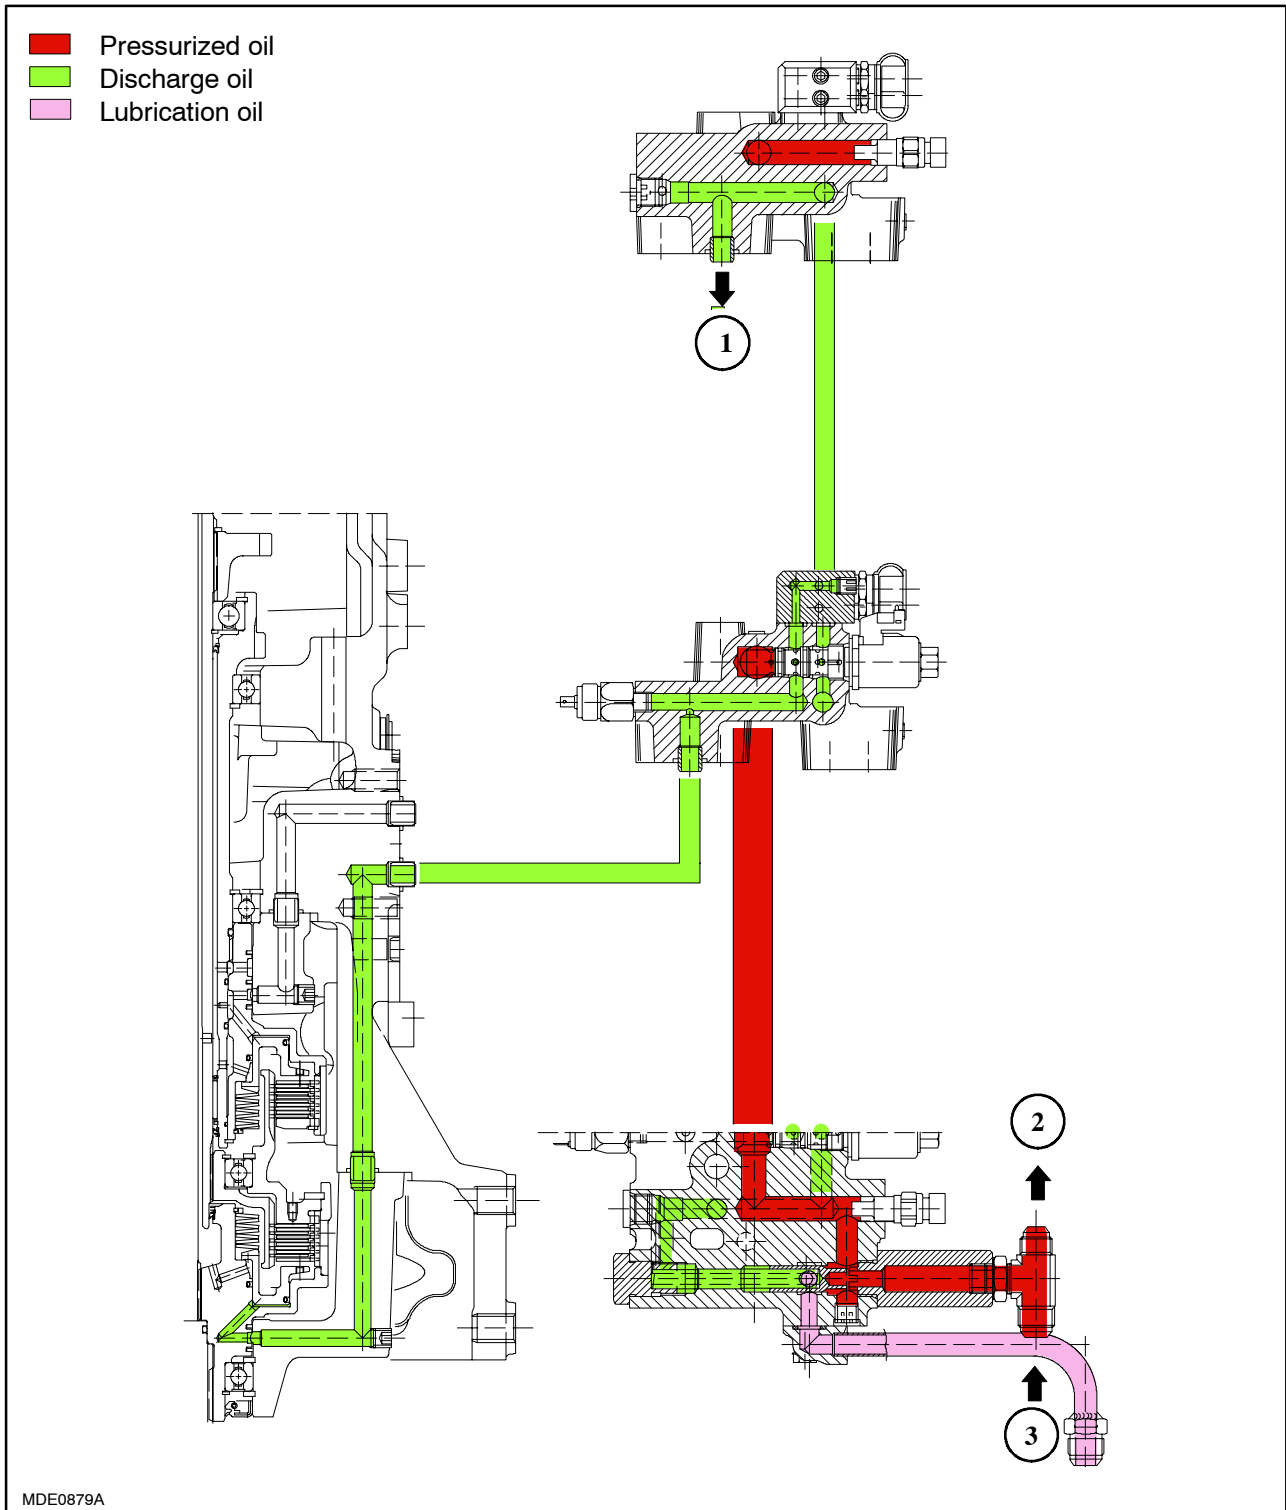 Pressurized oil
Discharge oil
Lubrication oil
1
2
3
MDE0879A